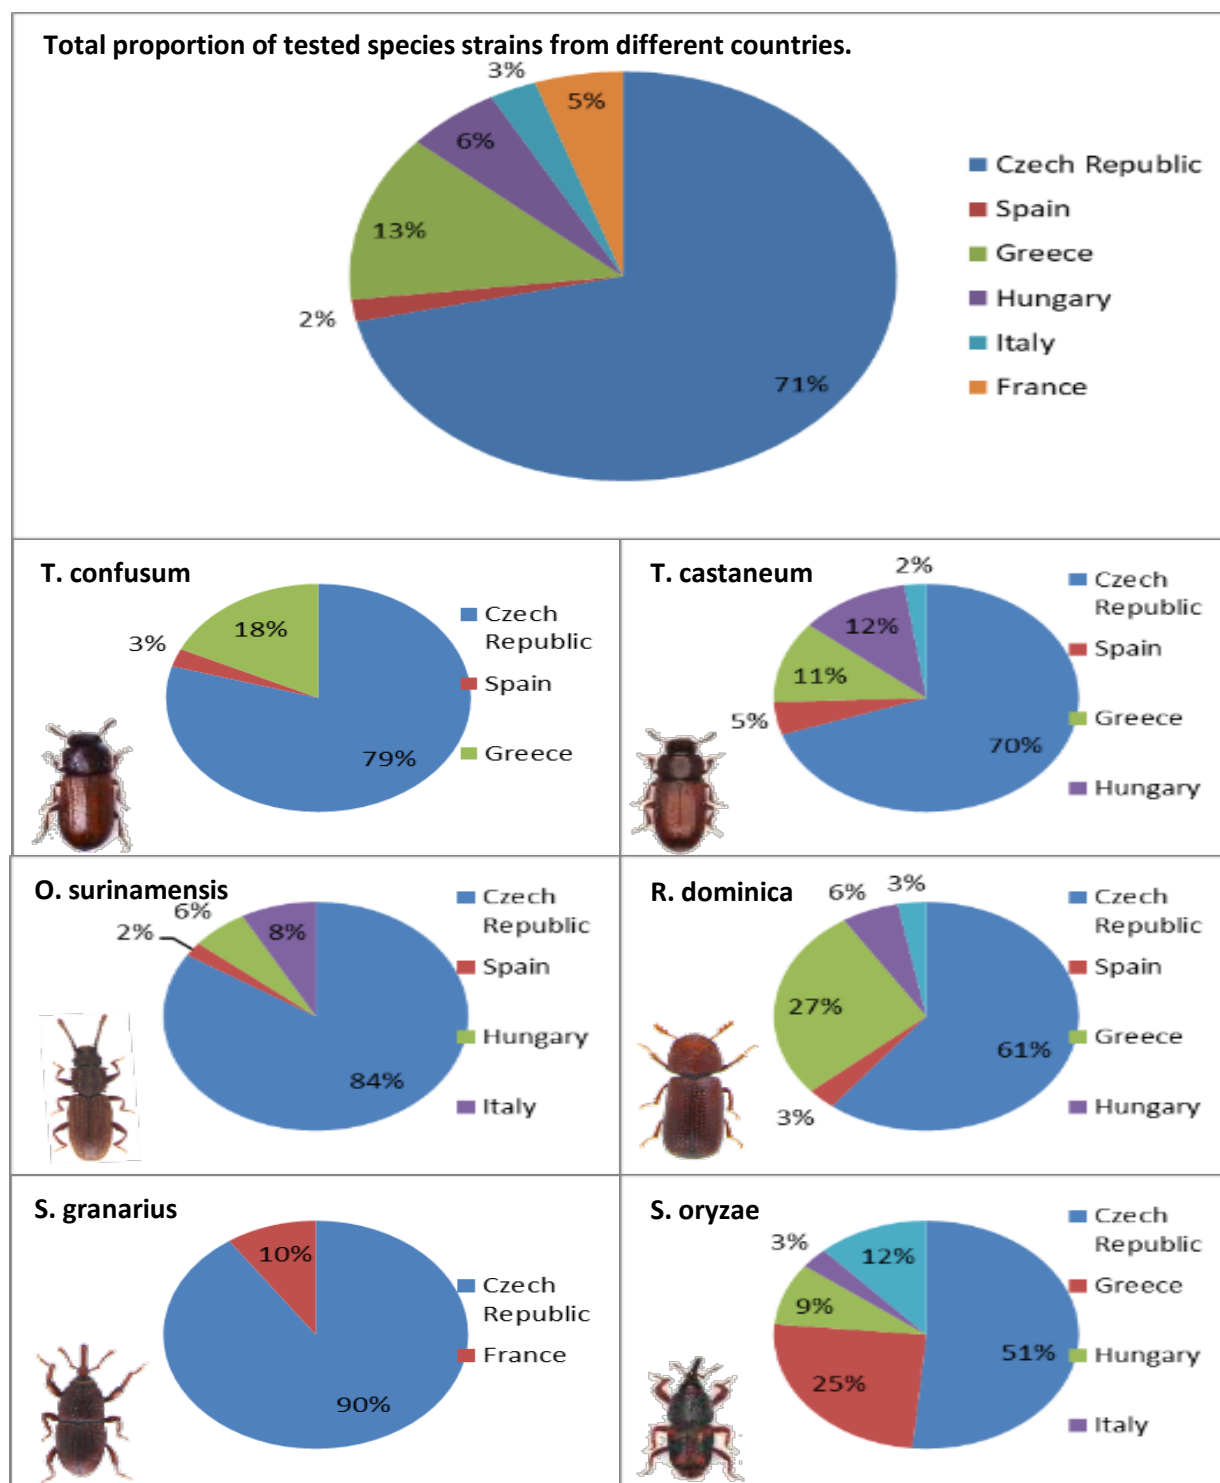 Total proportion of tested species strains from different countries.
3%
5%
6%
13%
2%
71%
Czech Republic
Spain
Greece
Hungary
Italy
France
T. confusum
18%
3%
79%
Czech
Republic
Spain
Greece
T. castaneum
2%
12%
11%
5%
70%
Czech
Republic
Spain
Greece
Hungary
O. surinamensis
6%
8%
2%
84%
Czech
Republic
Spain
Hungary
Italy
R. dominica
6%
3%
27%
61%
3%
Czech
Republic
Spain
Greece
Hungary
S. granarius
10%
90%
Czech
Republic
France
S. oryzae
3%
12%
9%
51%
25%
Czech
Republic
Greece
Hungary
Italy